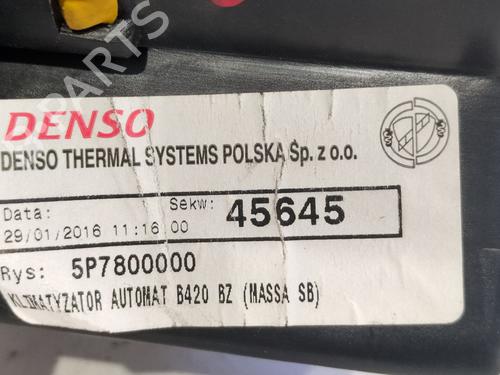 DENSO
DENSO THERMAL SYSTEMS POLSKA Sp. z o.o.
Data: 29/01/2016 11:16:00
Sekw: 45645
Rys: 5P7800000
KLIMATYZATOR AUTOMAT B420 BZ (MASSA SB)
B-PARTS